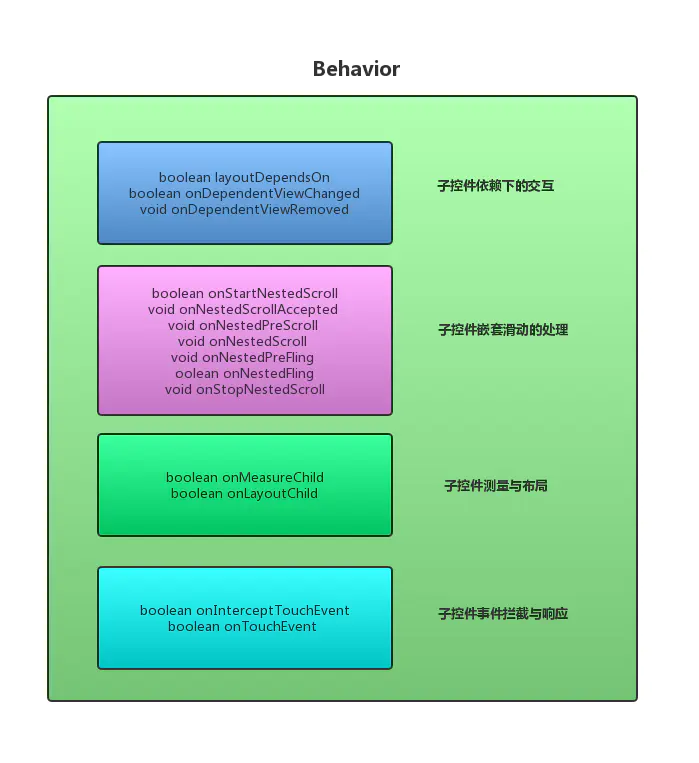 Behavior
boolean layoutDependsOn
boolean onDependentViewChanged
void onDependentViewRemoved
子控件依赖下的交互
boolean onStartNestedScroll
void onNestedScrollAccepted
void onNestedPreScroll
void onNestedScroll
void onNestedPreFling
oolean onNestedFling
void onStopNestedScroll
子控件嵌套滑动的处理
boolean onMeasureChild
boolean onLayoutChild
子控件测量与布局
boolean onInterceptTouchEvent
boolean onTouchEvent
子控件事件拦截与响应